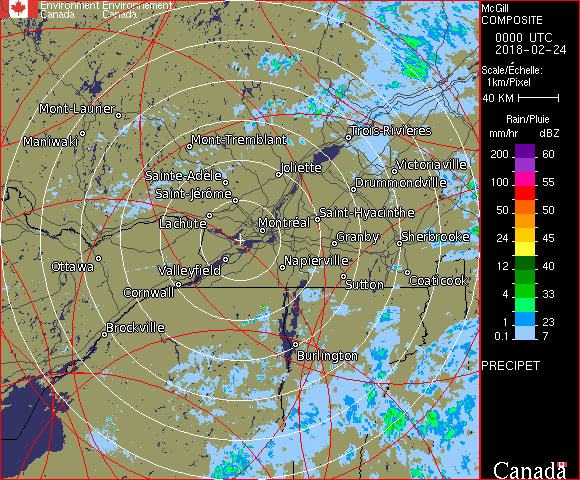 Environment Environnement
Canada Canada
McGill
COMPOSITE
0000 UTC
2018-02-24
Scale/Échelle:
1km/Pixel
40 KM
Rain/Pluie
mm/hr dBZ
200 60
150 57
100 55
50 50
24 45
12 40
8 33
4 23
0.1 7
PRECIPET
Canada
Mont-Laurier
Maniwaki
Mont-Tremblant
Trois-Rivières
Sainte-Adèle
Joliette
Victoriaville
Saint-Jérôme
Drummondville
Lachute
Montréal
Saint-Hyacinthe
Granby
Sherbrooke
Ottawa
Valleyfield
Napierville
Cornwall
Sutton
Coaticook
Brockville
Burlington